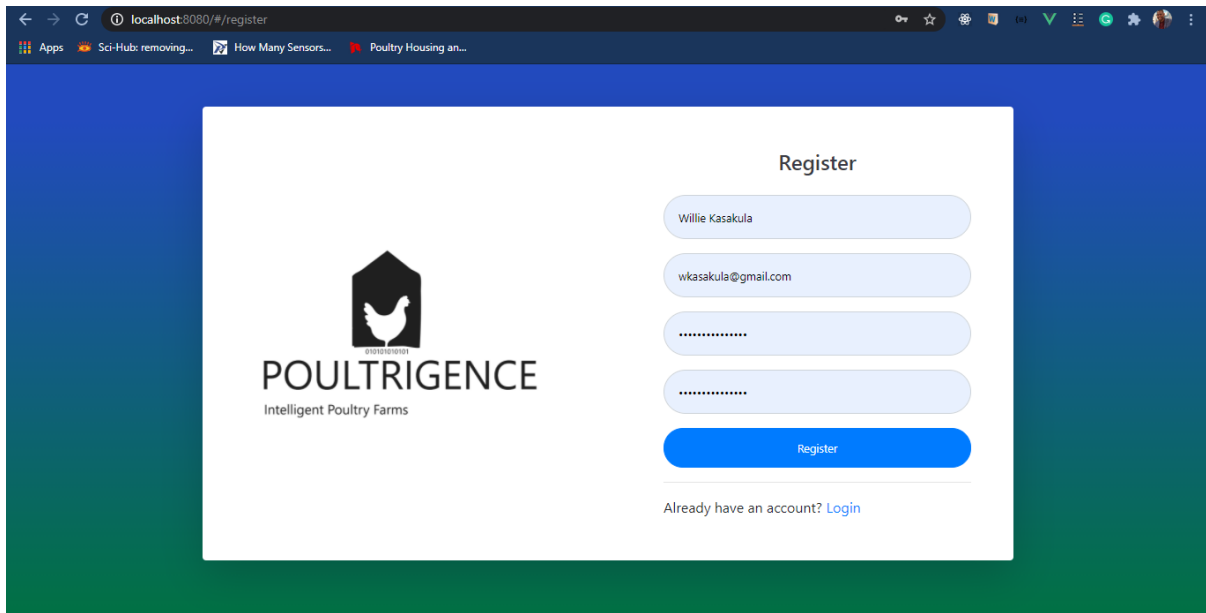 localhost:8080/#/register
Apps Sci-Hub: removing... How Many Sensors... Poultry Housing an...
Register
Willie Kasakula
wkasakula@gmail.com
•••••••••••••••
•••••••••••••••
Register
Already have an account? Login
010101010101
POULTRIGENCE
Intelligent Poultry Farms